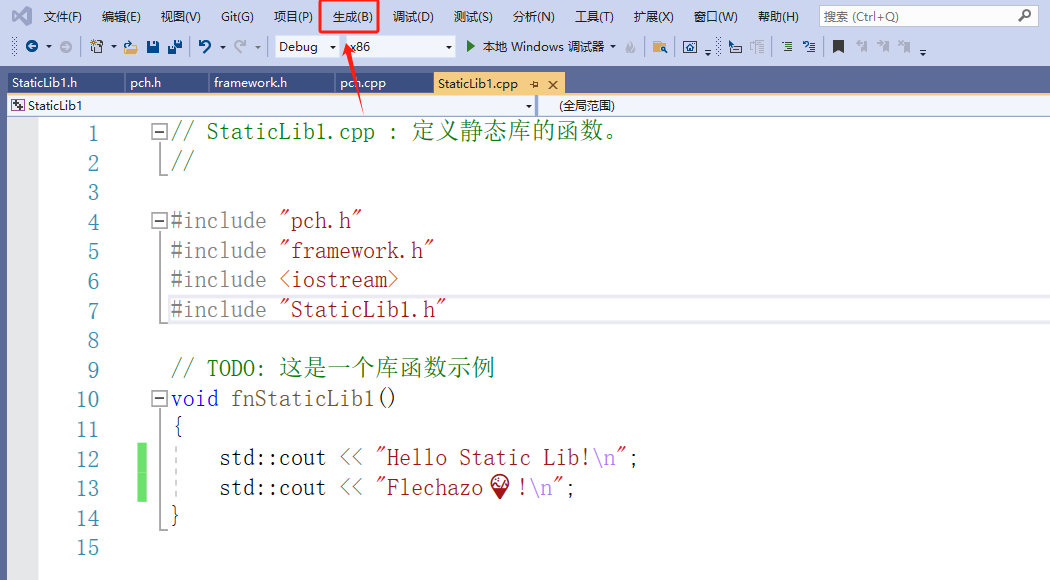 文件(F) 编辑(E) 视图(V) Git(G) 项目(P) 生成(B) 调试(D) 测试(S) 分析(N) 工具(T) 扩展(X) 窗口(W) 帮助(H) 搜索 (Ctrl+Q)
Debug x86 本地 Windows 调试器
StaticLib1.h pch.h framework.h pch.cpp StaticLib1.cpp
StaticLib1 (全局范围)
1 // StaticLib1.cpp : 定义静态库的函数。
2 //
3
4 #include "pch.h"
5 #include "framework.h"
6 #include <iostream>
7 #include "StaticLib1.h"
8
9 // TODO: 这是一个库函数示例
10 void fnStaticLib1()
11 {
12 std::cout << "Hello Static Lib!\n";
13 std::cout << "Flechazo🍨!\n";
14 }
15